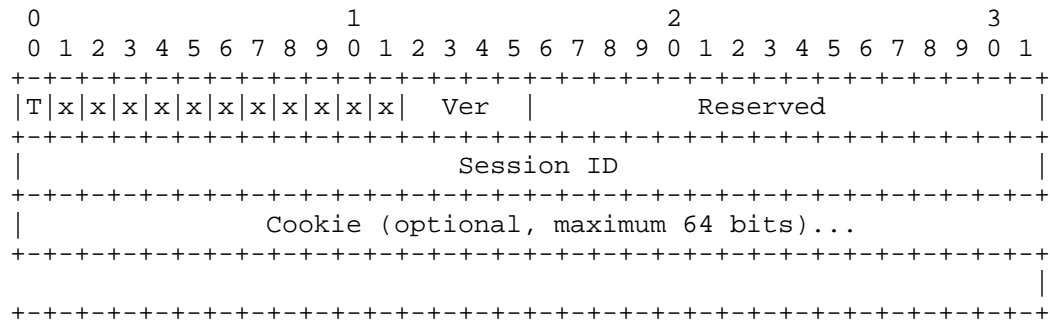 0                   1                   2                   3
 0 1 2 3 4 5 6 7 8 9 0 1 2 3 4 5 6 7 8 9 0 1 2 3 4 5 6 7 8 9 0 1
+-+-+-+-+-+-+-+-+-+-+-+-+-+-+-+-+-+-+-+-+-+-+-+-+-+-+-+-+-+-+-+-+
|T|x|x|x|x|x|x|x|x|x|x|x|  Ver  |          Reserved             |
+-+-+-+-+-+-+-+-+-+-+-+-+-+-+-+-+-+-+-+-+-+-+-+-+-+-+-+-+-+-+-+-+
|                           Session ID                          |
+-+-+-+-+-+-+-+-+-+-+-+-+-+-+-+-+-+-+-+-+-+-+-+-+-+-+-+-+-+-+-+-+
|               Cookie (optional, maximum 64 bits)...
+-+-+-+-+-+-+-+-+-+-+-+-+-+-+-+-+-+-+-+-+-+-+-+-+-+-+-+-+-+-+-+-+
                                                                |
+-+-+-+-+-+-+-+-+-+-+-+-+-+-+-+-+-+-+-+-+-+-+-+-+-+-+-+-+-+-+-+-+